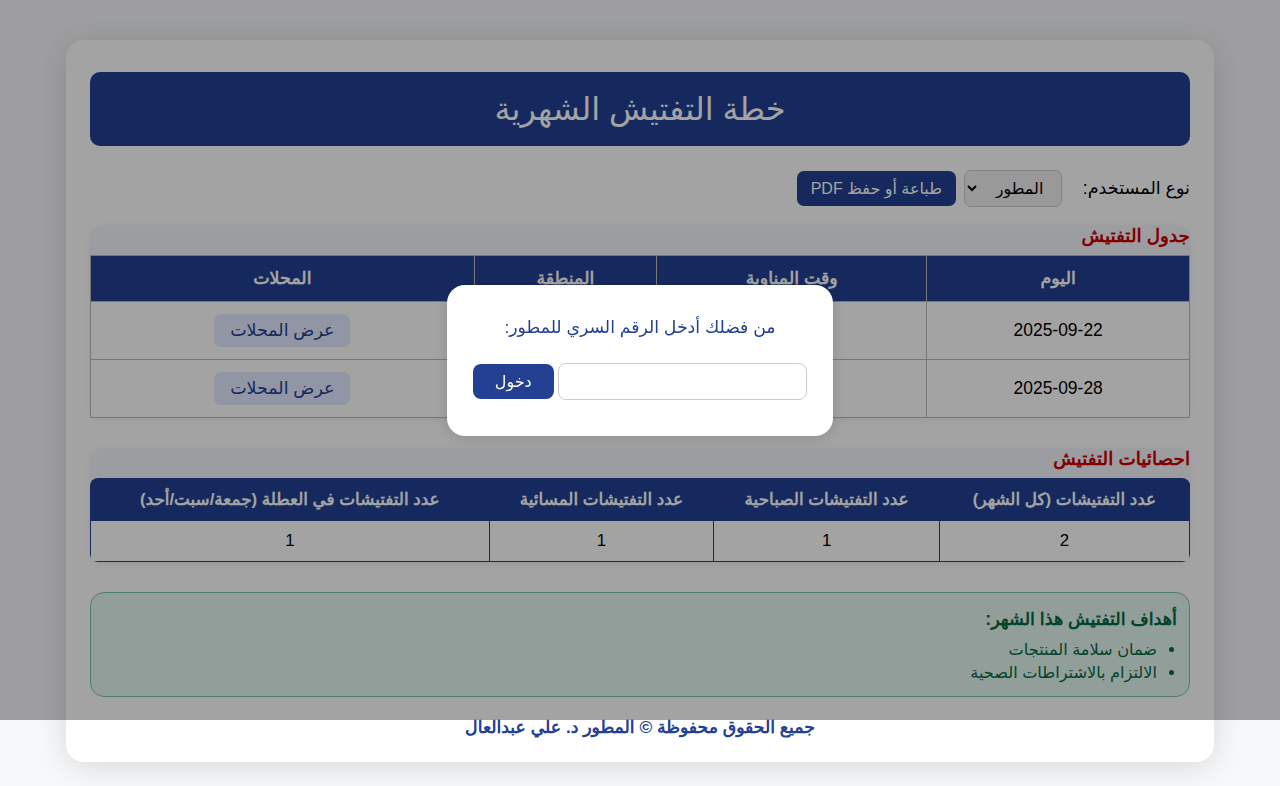 خطة التفتيش الشهرية
نوع المستخدم: المطور طباعة أو حفظ PDF
جدول التفتيش
اليوم وقت المناوبة المنطقة المحلات
2025-09-22 عرض المحلات
2025-09-28 عرض المحلات
من فضلك أدخل الرقم السري للمطور:
دخول
احصائيات التفتيش
عدد التفتيشات (كل الشهر) عدد التفتيشات الصباحية عدد التفتيشات المسائية عدد التفتيشات في العطلة (جمعة/سبت/أحد)
2 1 1 1
أهداف التفتيش هذا الشهر:
• ضمان سلامة المنتجات
• الالتزام بالاشتراطات الصحية
جميع الحقوق محفوظة © المطور د. علي عبدالعال